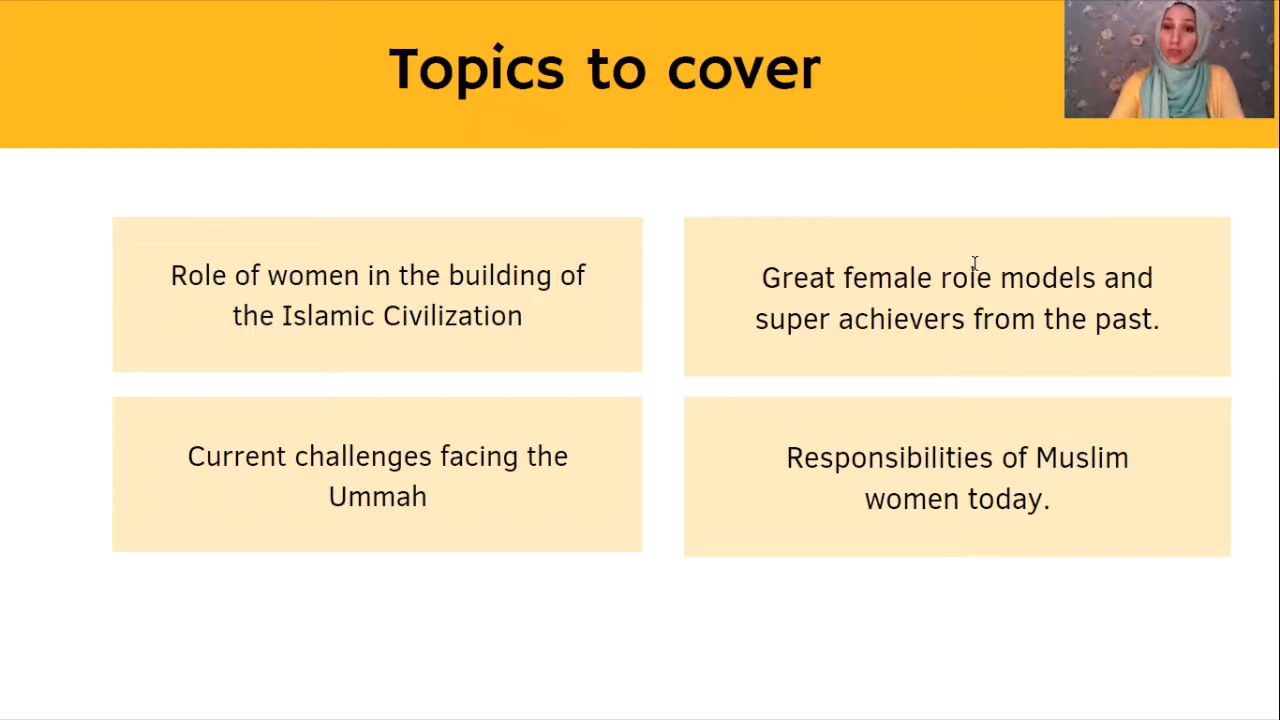 Topics to cover
Role of women in the building of
the Islamic Civilization
Great female role models and
super achievers from the past.
Current challenges facing the
Ummah
Responsibilities of Muslim
women today.